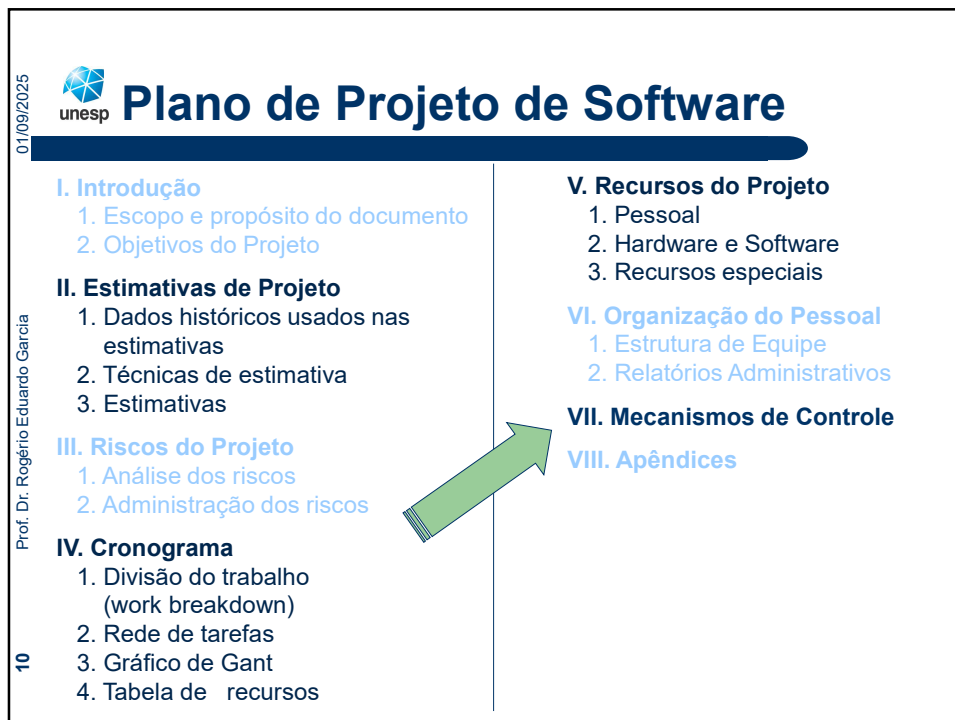 01/09/2025
unesp
Plano de Projeto de Software
I. Introdução
1. Escopo e propósito do documento
2. Objetivos do Projeto
II. Estimativas de Projeto
1. Dados históricos usados nas
estimativas
2. Técnicas de estimativa
3. Estimativas
III. Riscos do Projeto
1. Análise dos riscos
2. Administração dos riscos
IV. Cronograma
1. Divisão do trabalho
(work breakdown)
2. Rede de tarefas
3. Gráfico de Gant
4. Tabela de recursos
V. Recursos do Projeto
1. Pessoal
2. Hardware e Software
3. Recursos especiais
VI. Organização do Pessoal
1. Estrutura de Equipe
2. Relatórios Administrativos
VII. Mecanismos de Controle
VIII. Apêndices
Prof. Dr. Rogério Eduardo Garcia
10